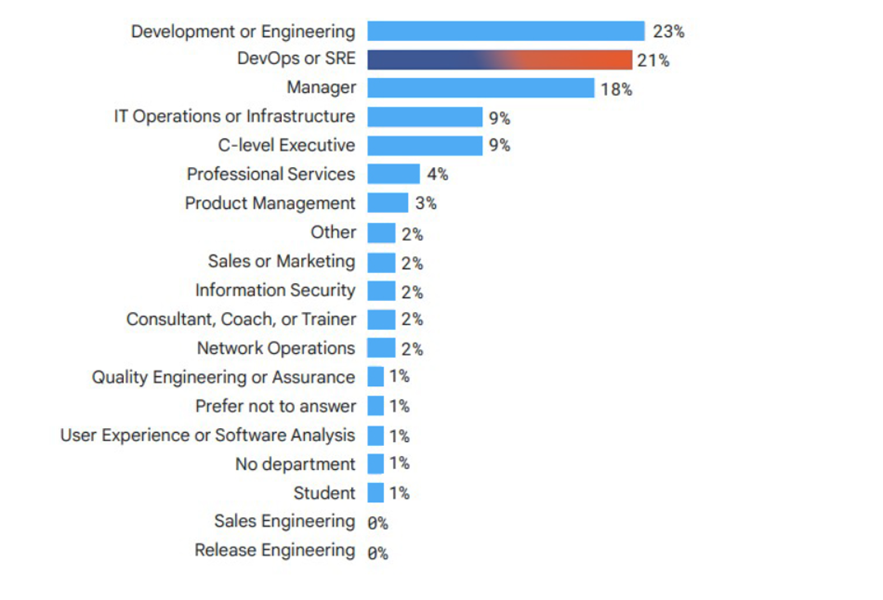 Development or Engineering 23%
DevOps or SRE 21%
Manager 18%
IT Operations or Infrastructure 9%
C-level Executive 9%
Professional Services 4%
Product Management 3%
Other 2%
Sales or Marketing 2%
Information Security 2%
Consultant, Coach, or Trainer 2%
Network Operations 2%
Quality Engineering or Assurance 1%
Prefer not to answer 1%
User Experience or Software Analysis 1%
No department 1%
Student 1%
Sales Engineering 0%
Release Engineering 0%